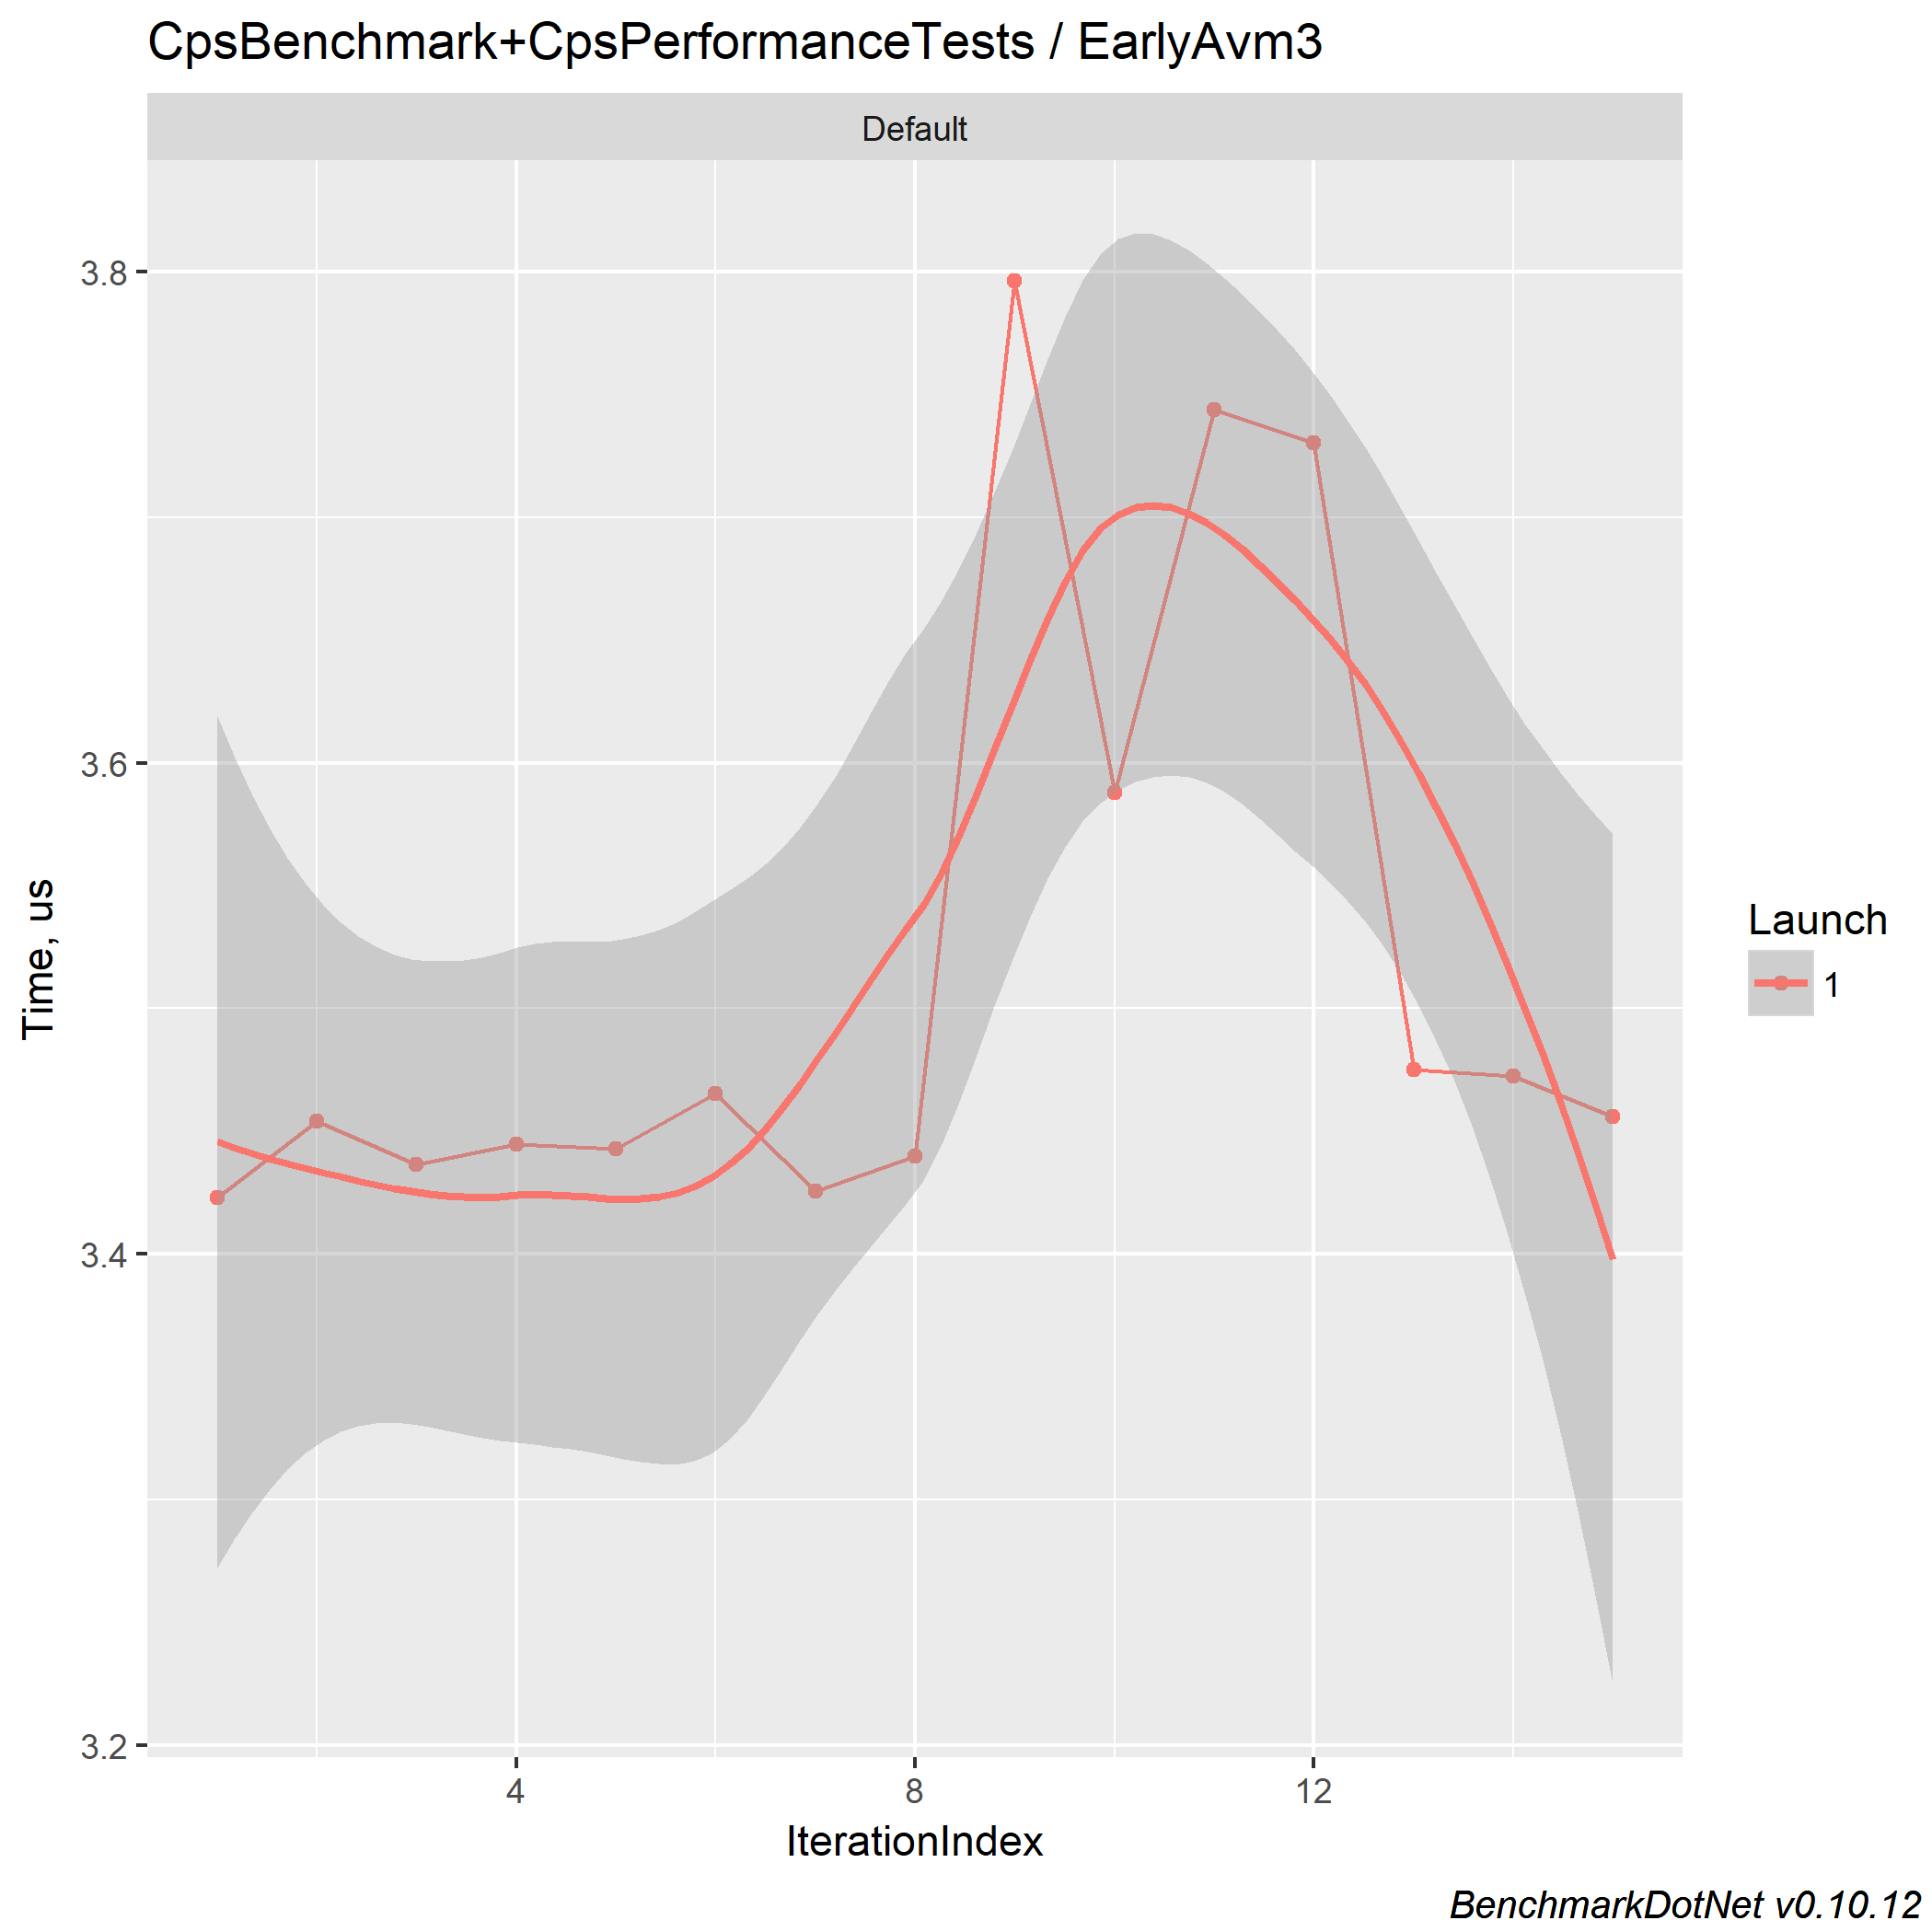 CpsBenchmark+CpsPerformanceTests / EarlyAvm3
Default
3.8
3.6
3.4
3.2
Time, us
4 8 12
IterationIndex
Launch
1
BenchmarkDotNet v0.10.12